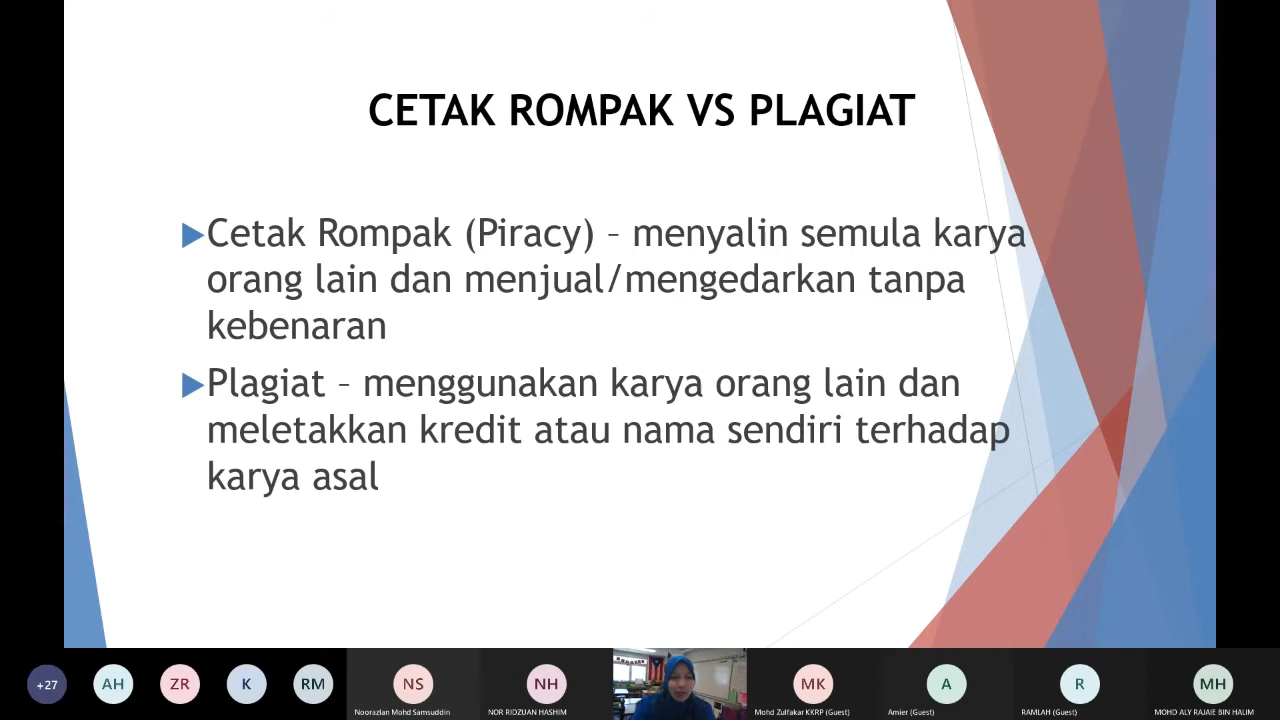 CETAK ROMPAK VS PLAGIAT
Cetak Rompak (Piracy) – menyalin semula karya
orang lain dan menjual/mengedarkan tanpa
kebenaran
Plagiat – menggunakan karya orang lain dan
meletakkan kredit atau nama sendiri terhadap
karya asal
+27
AH
ZR
K
RM
NS
Noorazlan Mohd Samsuddin
NH
NOR RIDZUAN HASHIM
MK
Mohd Zulfakar KKRP (Guest)
A
Amier (Guest)
R
RAMLAH (Guest)
MH
MOHD ALY RAJAIE BIN HALIM